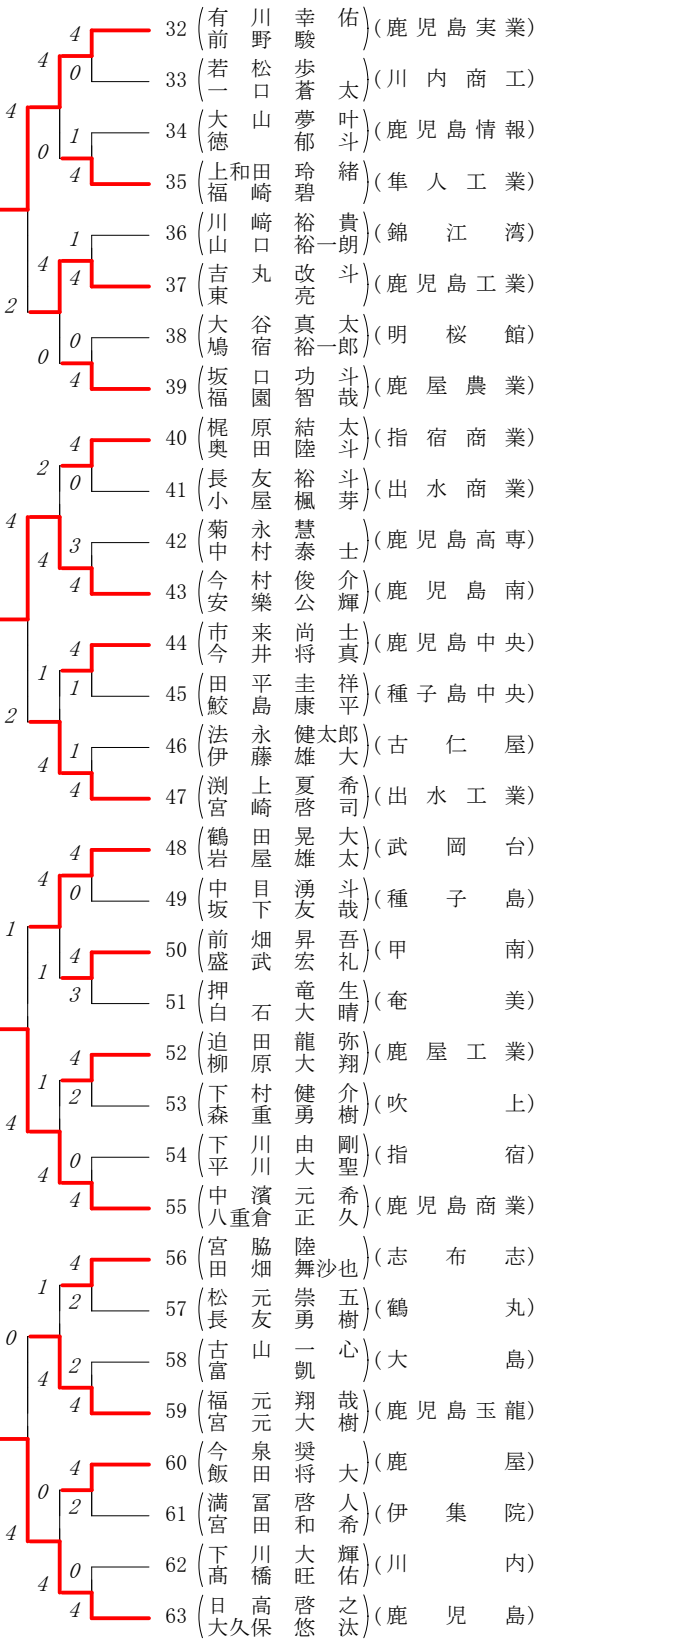 4
32 (有川幸佑 前野駿)(鹿児島実業)
4
0
33 (若松歩 一口蒼太)(川内商工)
4
34 (大山夢叶 徳郁斗)(鹿児島情報)
1
0
4
35 (上和田玲緒 福崎碧)(隼人工業)
36 (川﨑裕貴 山口裕一朗)(錦江湾)
1
4
4
37 (吉丸改斗 東亮)(鹿児島工業)
2
38 (大谷真太 鳩宿裕一郎)(明桜館)
0
0
4
39 (坂口功斗 福園智哉)(鹿屋農業)
40 (梶原結太 奥田陸斗)(指宿商業)
4
2
0
41 (長友裕斗 小屋楓芽)(出水商業)
4
42 (菊永慧 中村泰士)(鹿児島高専)
3
4
4
43 (今村俊介 安樂公輝)(鹿児島南)
44 (市来尚士 今井将真)(鹿児島中央)
4
1
1
45 (田平圭祥 鮫島康平)(種子島中央)
2
46 (法永健太郎 伊藤雄大)(古仁屋)
1
4
4
47 (渕上夏希 宮崎啓司)(出水工業)
48 (鶴田晃大 岩屋雄太)(武岡台)
4
4
0
49 (中目湧斗 坂下友哉)(種子島)
1
50 (前畑昇吾 盛武宏礼)(甲南)
4
1
3
51 (押竜生 白石大晴)(奄美)
52 (迫田龍弥 柳原大翔)(鹿屋工業)
4
1
2
53 (下村健介 森重勇樹)(吹上)
4
54 (下川由剛 平川大聖)(指宿)
0
4
4
55 (中濱元希 八重倉正久)(鹿児島商業)
56 (宮脇陸 田畑舞沙也)(志布志)
4
1
2
57 (松元崇五 長友勇樹)(鶴丸)
0
58 (古山一心 富凱)(大島)
2
4
4
59 (福元翔哉 宮元大樹)(鹿児島玉龍)
60 (今泉奨 飯田将大)(鹿屋)
4
0
2
61 (満冨啓人 宮田和希)(伊集院)
4
62 (下川大輝 髙橋旺佑)(川内)
0
4
4
63 (日高啓之 大久保悠汰)(鹿児島)